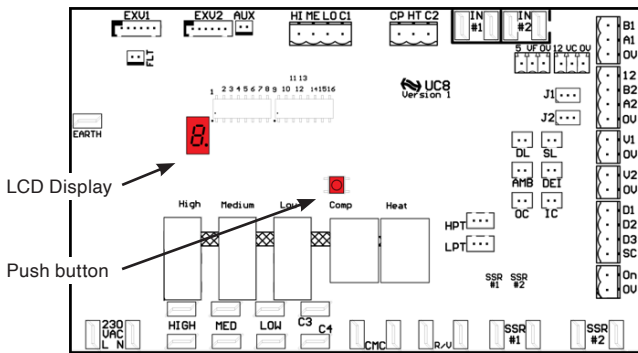 EXV1 EXV2 AUX HI ME LO C1 CP HT C2 IN #1 IN #2
FLT
5 VF 0V 12 VC 0V
B1
A1
0V
11 13
1 2 3 4 5 6 7 8 9 10 12 14 15 16
UC8
Version 1
12
B2
A2
0V
J1
J2
EARTH
8.
DL SL
V1
0V
LCD Display
AMB DEI
V2
0V
High Medium Low Comp Heat
OC IC
D1
D2
D3
SC
HPT
LPT
Push button
SSR #1 SSR #2
On
0V
230 VAC L N
HIGH MED LOW C3 C4
CMC R/V SSR #1 SSR #2